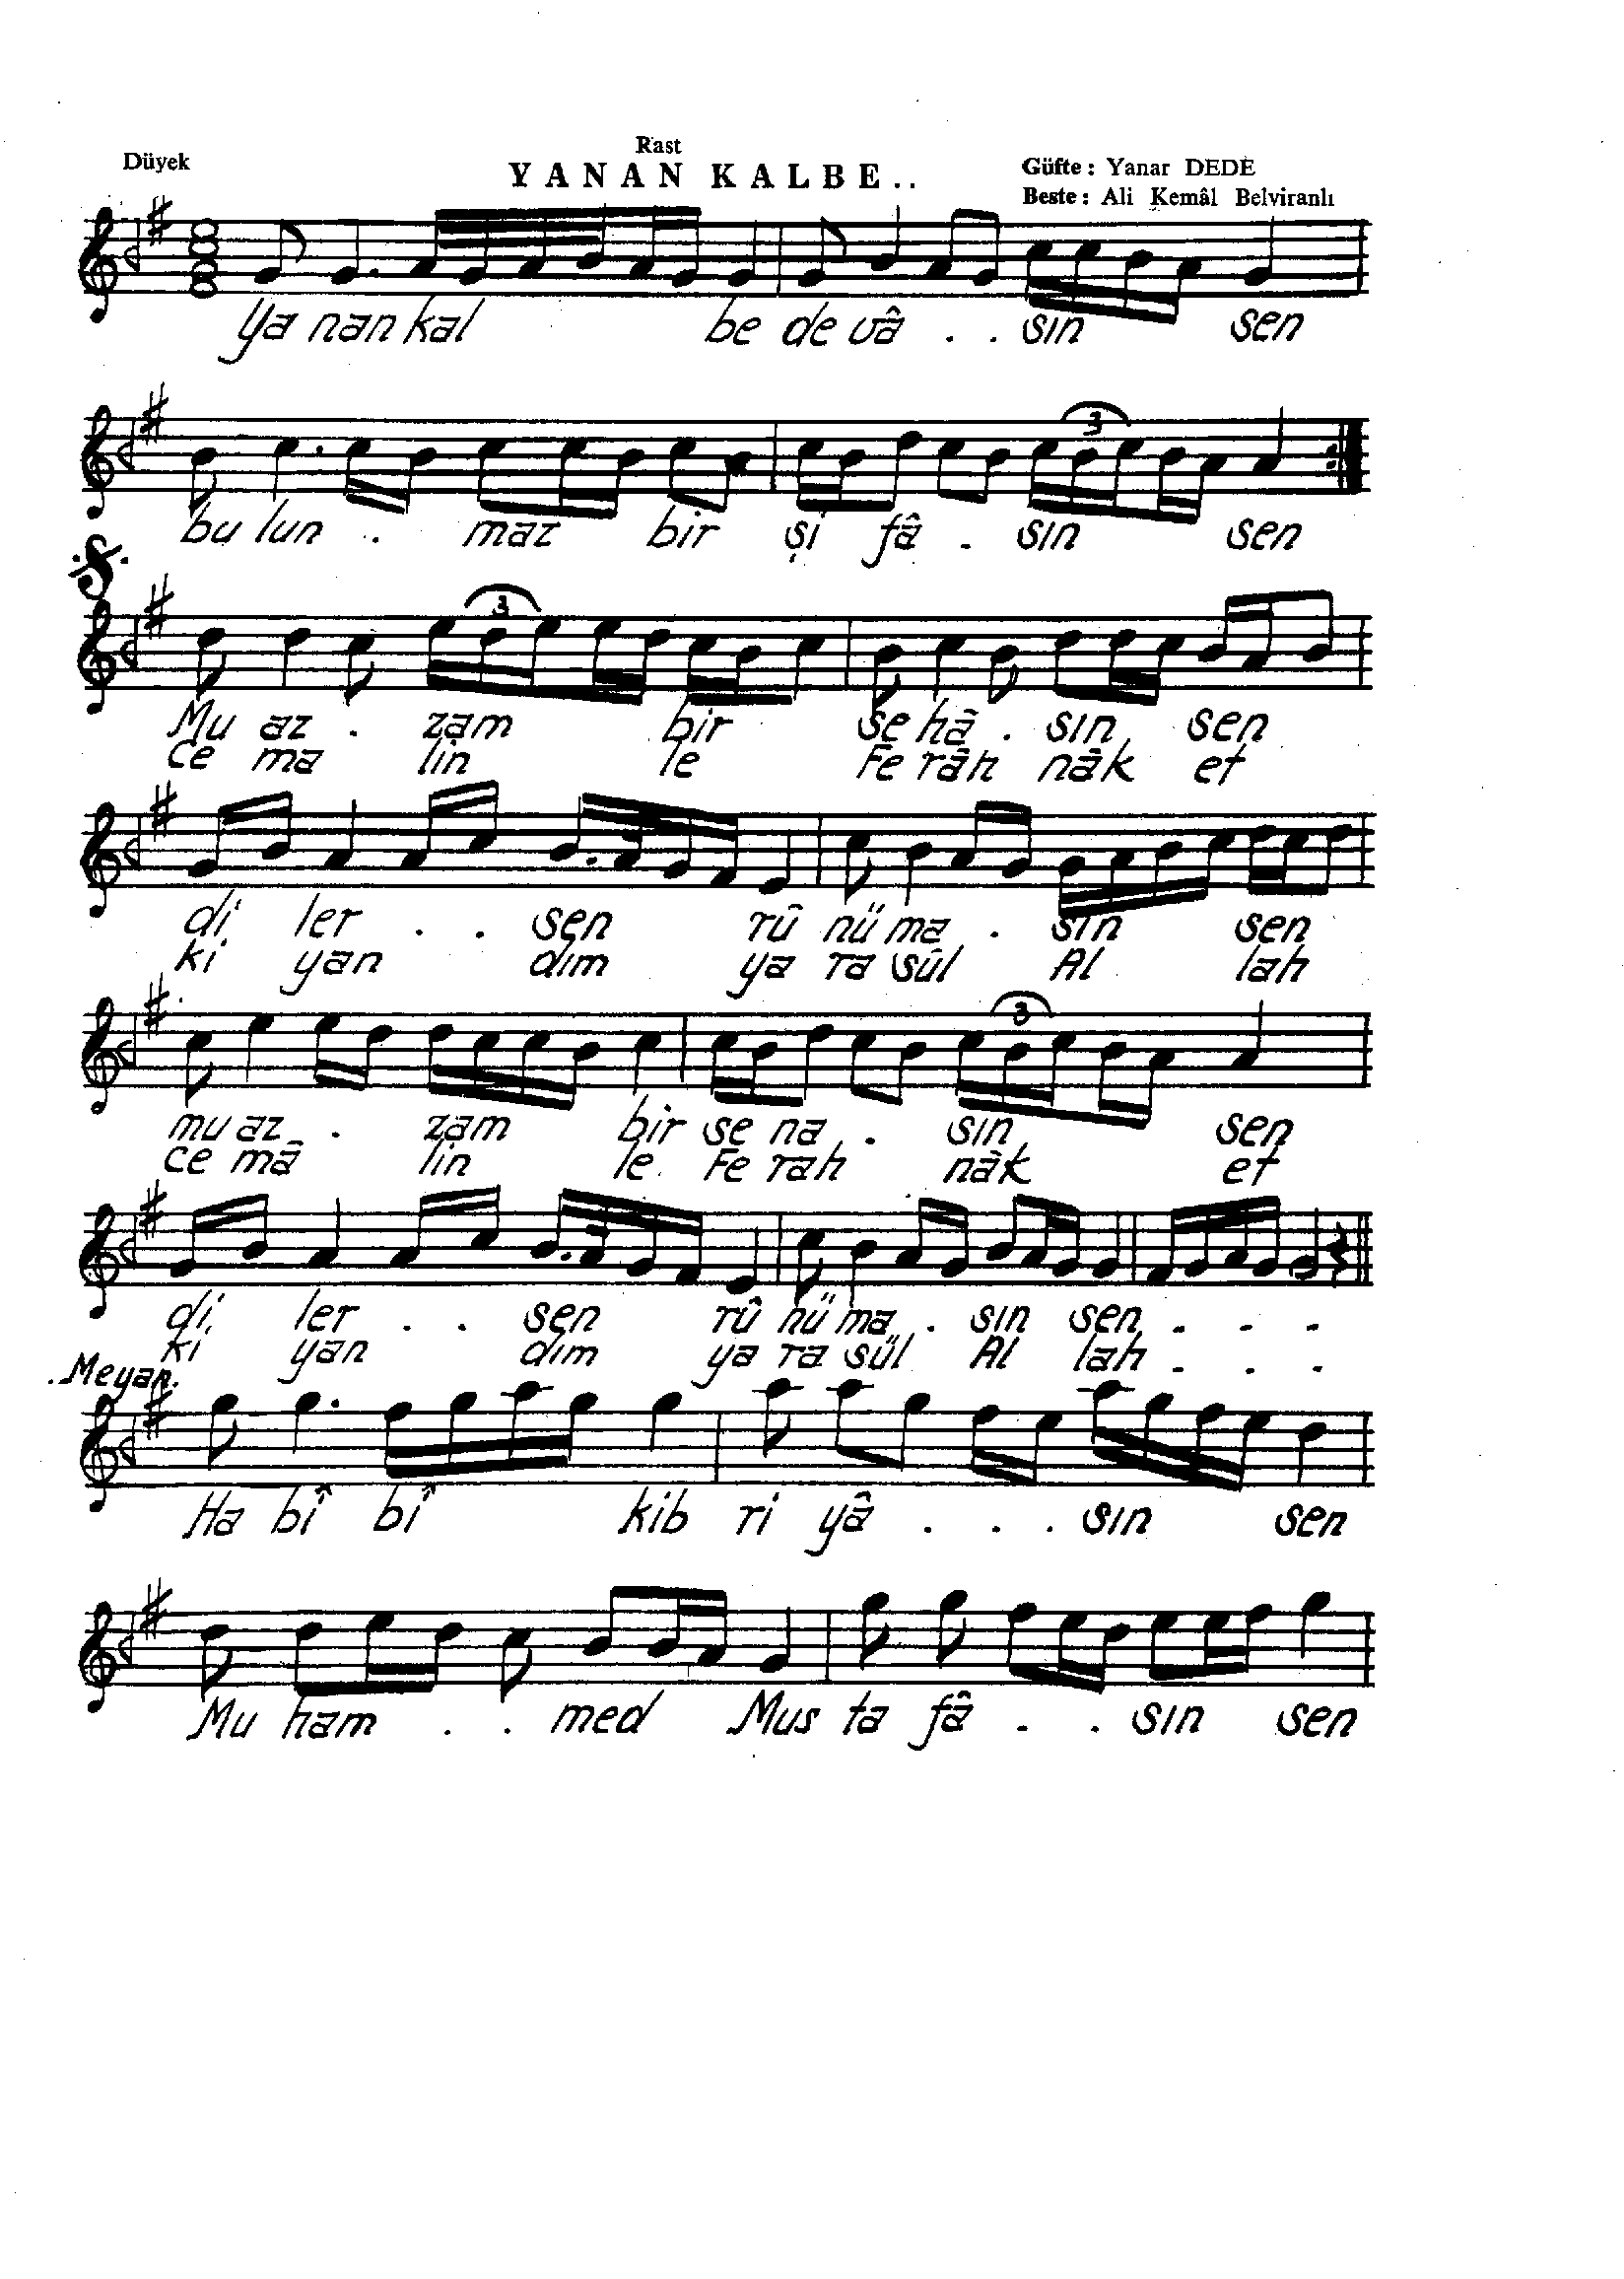 Düyek
Rast
YANAN KALBE..
Güfte : Yanar DEDE
Beste : Ali Kemâl Belviranlı
Ya nan kal be de vâ . . sın sen
3
bu lun . maz bir şi fâ . sın sen
3
Mu az . zam bir se hâ . sın sen
Ce ma lin le Fe râh nâk et
di ler . . sen rû nü ma . sın sen
ki yan dım ya ra sûl Al lah
3
mu az . zam bir se na . sın sen
ce mâ lin le. Fe rah nâk et
di ler . . sen rû nü ma . sın sen . . .
ki yan dım ya ra sûl Al lah . . .
.Meyan.
Ha bî bî kib ri yâ . . . sın sen
Mu ham . . med Mus ta fâ . . sın sen